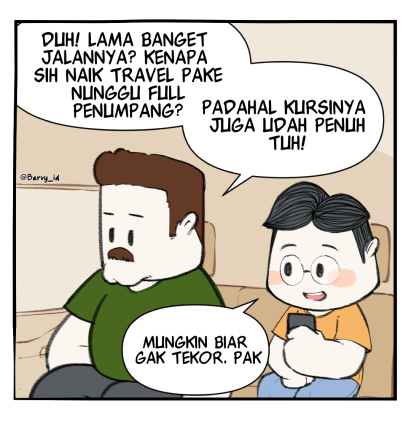 DUH! LAMA BANGET
JALANNYA? KENAPA
SIH NAIK TRAVEL PAKE
NUNGGU FULL
PENUMPANG?
PADAHAL KURSINYA
JUGA UDAH PENUH
TUH!
@Barvy_id
MUNGKIN BIAR
GAK TEKOR. PAK